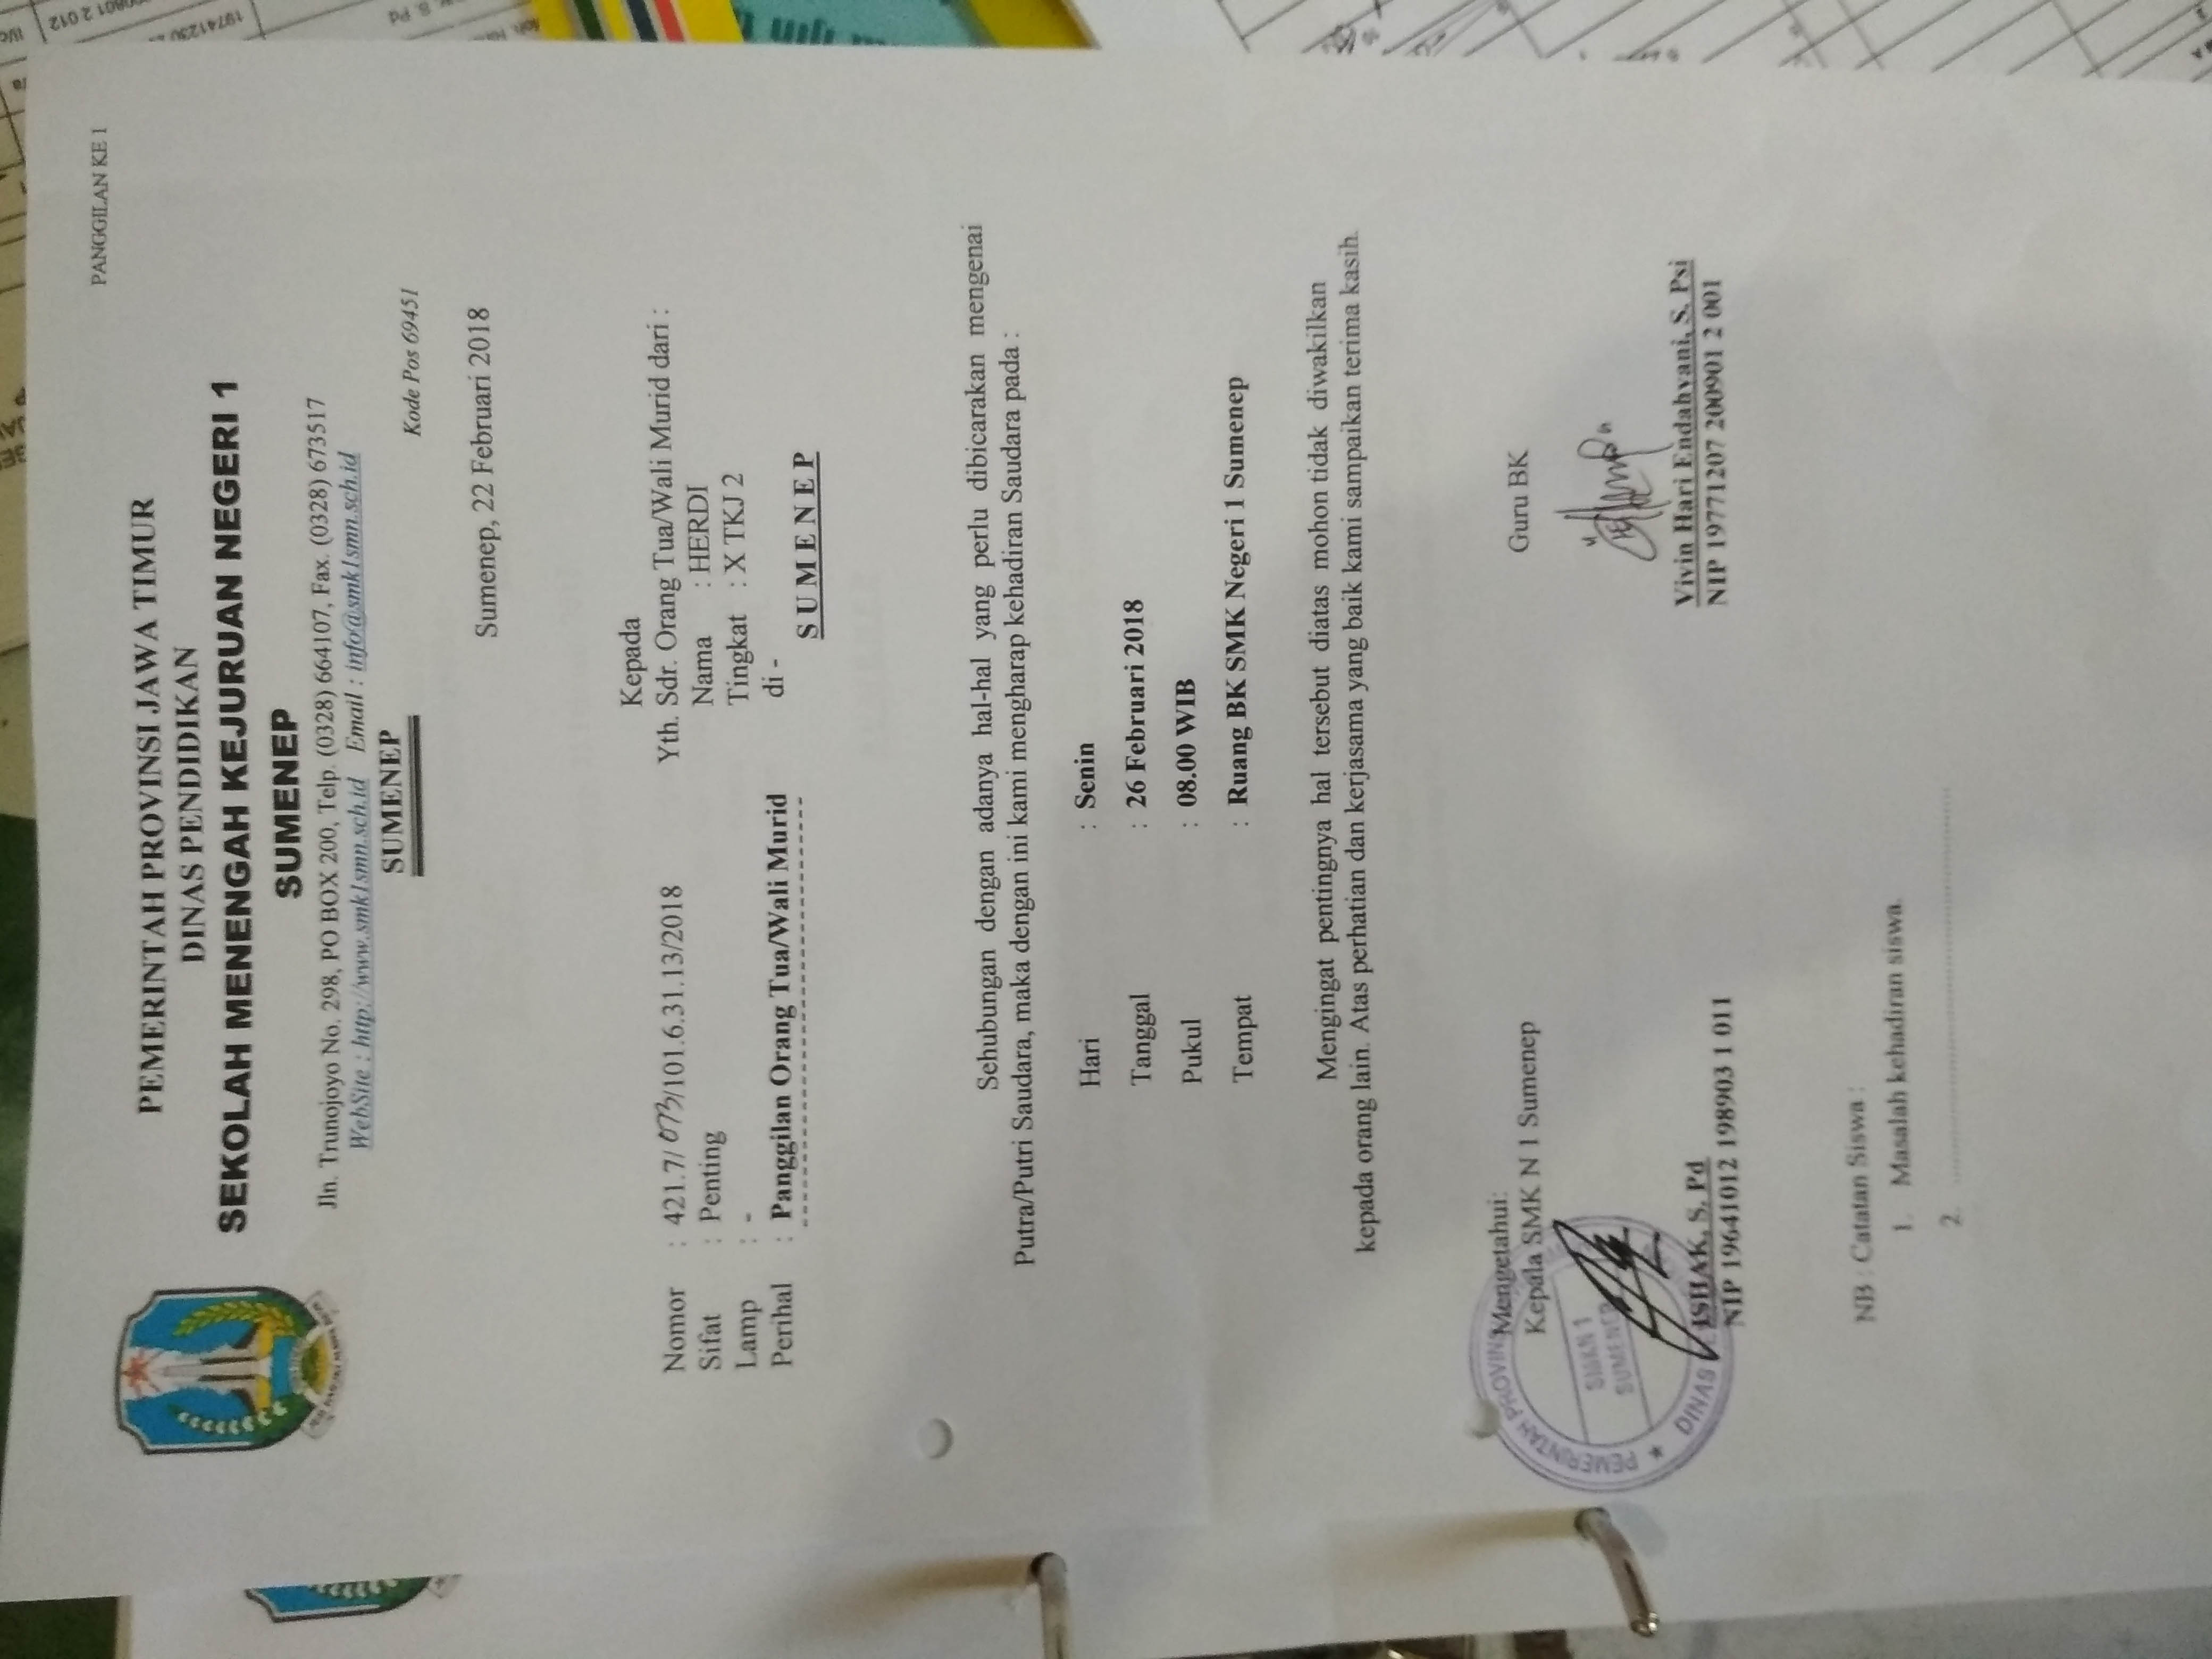 PANGGILAN KE 1
PEMERINTAH PROVINSI JAWA TIMUR
DINAS PENDIDIKAN
SEKOLAH MENENGAH KEJURUAN NEGERI 1
SUMENEP
Jln. Trunojoyo No. 298, PO BOX 200, Telp. (0328) 664107, Fax. (0328) 673517
WebSite : http://www.smk1smn.sch.id Email : info@smk1smn.sch.id
SUMENEP
Kode Pos 69451
Sumenep, 22 Februari 2018
Kepada
Nomor : 421.7/ 073/101.6.31.13/2018 Yth. Sdr. Orang Tua/Wali Murid dari :
Sifat : Penting Nama : HERDI
Lamp : - Tingkat : X TKJ 2
Perihal : Panggilan Orang Tua/Wali Murid di -
S U M E N E P
Sehubungan dengan adanya hal-hal yang perlu dibicarakan mengenai
Putra/Putri Saudara, maka dengan ini kami mengharap kehadiran Saudara pada :
Hari : Senin
Tanggal : 26 Februari 2018
Pukul : 08.00 WIB
Tempat : Ruang BK SMK Negeri 1 Sumenep
Mengingat pentingnya hal tersebut diatas mohon tidak diwakilkan
kepada orang lain. Atas perhatian dan kerjasama yang baik kami sampaikan terima kasih.
Mengetahui:
Kepala SMK N 1 Sumenep Guru BK
PEMERINTAH PROVINSI
SMKN 1
SUMENEP
DINAS
ISHAK, S. Pd Vivin Hari Endahyani, S. Psi
NIP 19641012 198903 1 011 NIP 19771207 200901 2 001
NB : Catatan Siswa :
1. Masalah kehadiran siswa.
2. ............................................